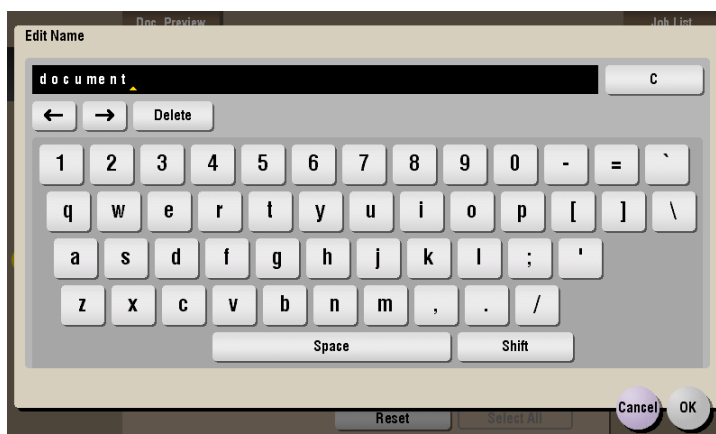 Doc. Preview Job List
Edit Name
document C
← → Delete
1 2 3 4 5 6 7 8 9 0 - = `
q w e r t y u i o p [ ] \
a s d f g h j k l ; '
z x c v b n m , . /
Space Shift
Cancel OK
Reset Select All